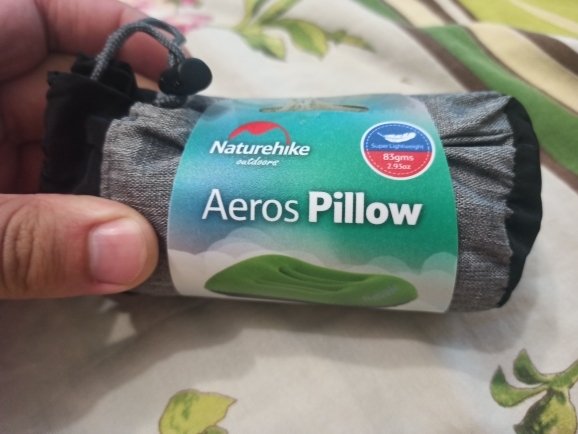 Naturehike
outdoors
Super Lightweight
83gms
2.93oz
Aeros Pillow